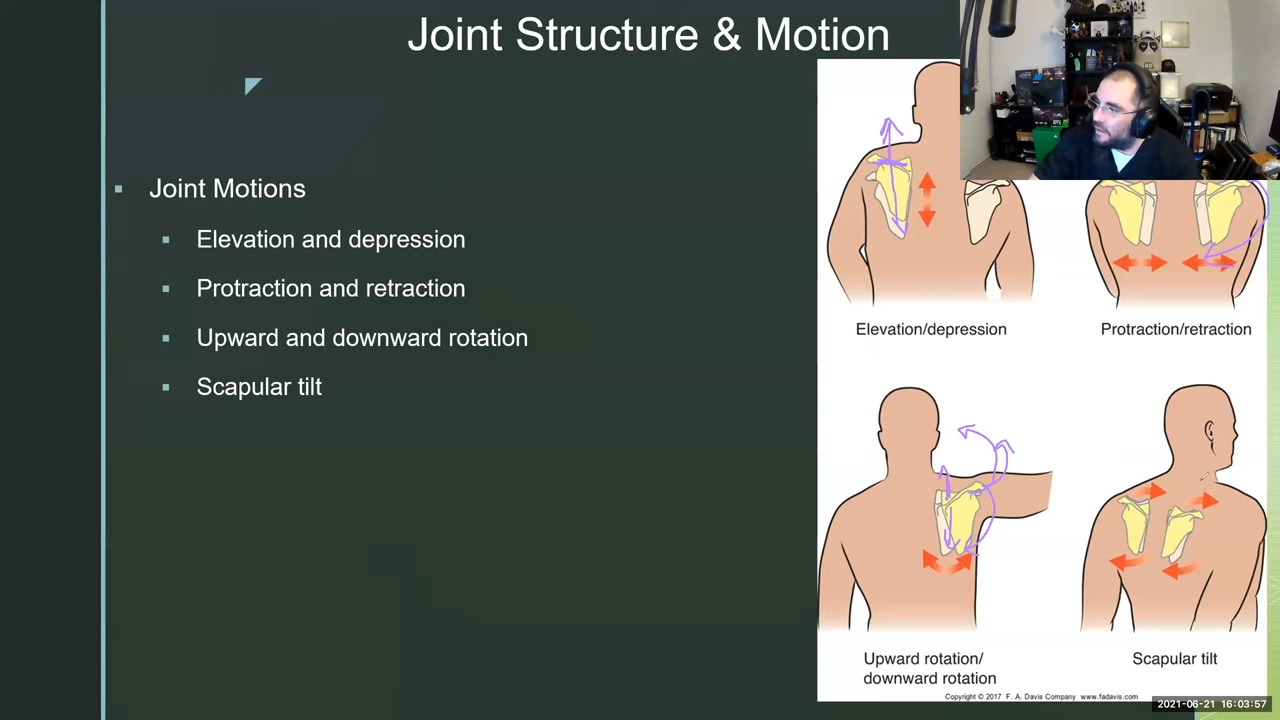 Joint Structure & Motion
Joint Motions
Elevation and depression
Protraction and retraction
Upward and downward rotation
Scapular tilt
Elevation/depression
Protraction/retraction
Upward rotation/
downward rotation
Scapular tilt
Copyright © 2017 F. A. Davis Company www.fadavis.com
2021-06-21 16:03:57